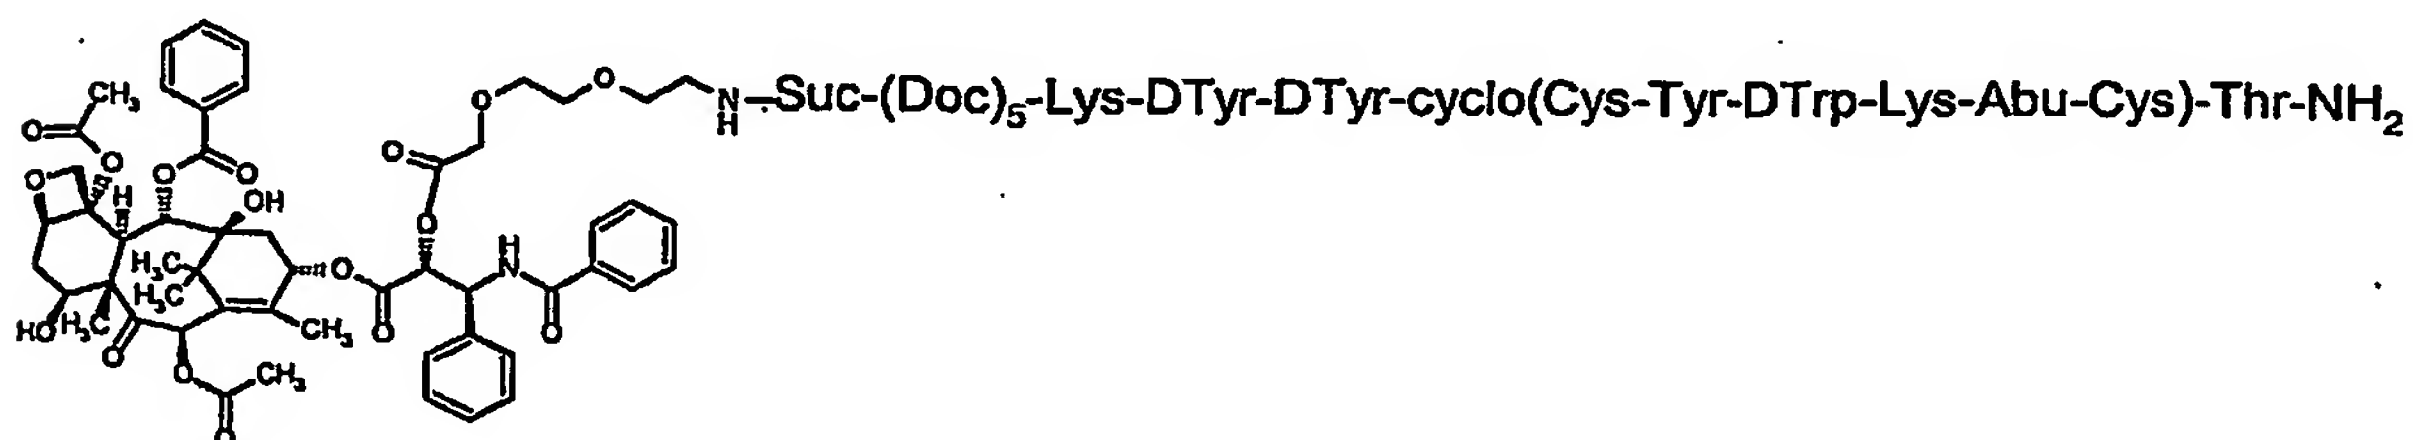 CH3
O
O
O
N
H
Suc-(Doc)5-Lys-DTyr-DTyr-cyclo(Cys-Tyr-DTrp-Lys-Abu-Cys)-Thr-NH2
O
O
O
O
O
O
H
OH
O
H
N
H3C
O
H3C
HO
H3C
CH3
O
O
O
O
CH3
O